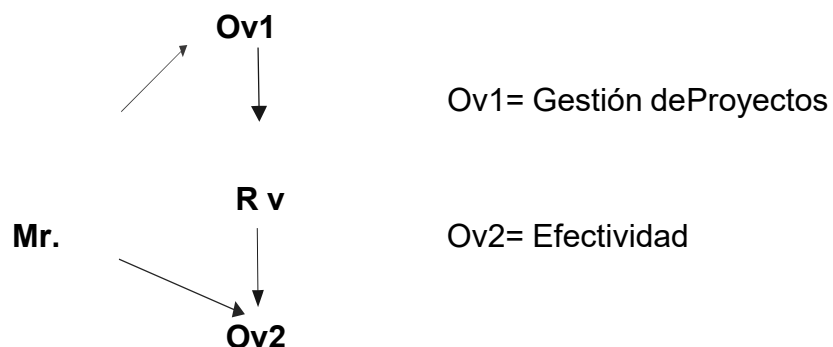 Ov1
Ov1= Gestión deProyectos
R v
Mr.
Ov2= Efectividad
Ov2